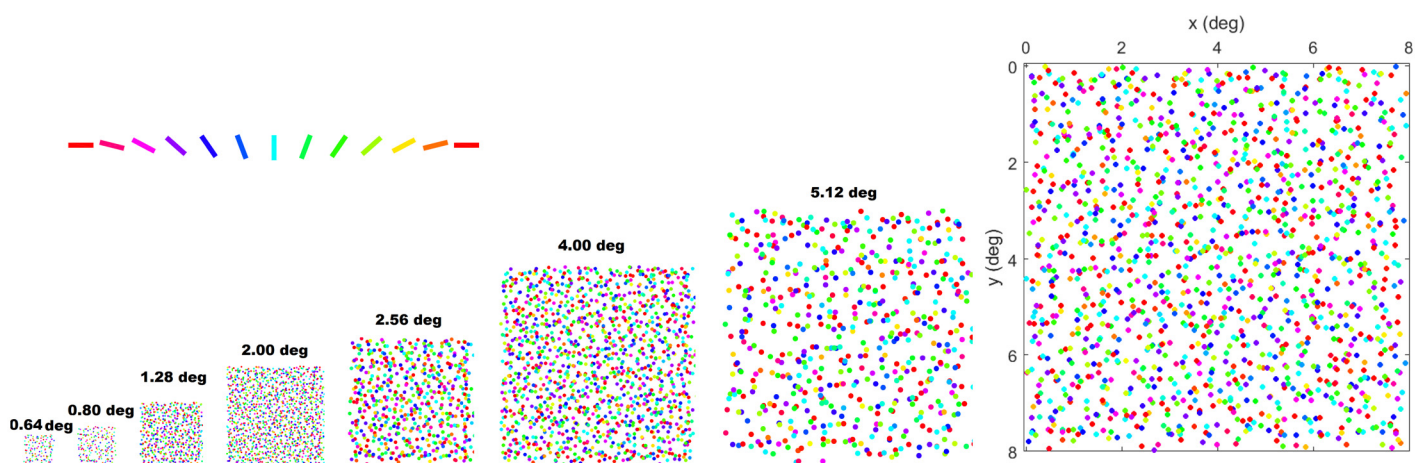 0.64 deg
0.80 deg
1.28 deg
2.00 deg
2.56 deg
4.00 deg
5.12 deg
x (deg)
0 2 4 6 8
y (deg)
0
2
4
6
8